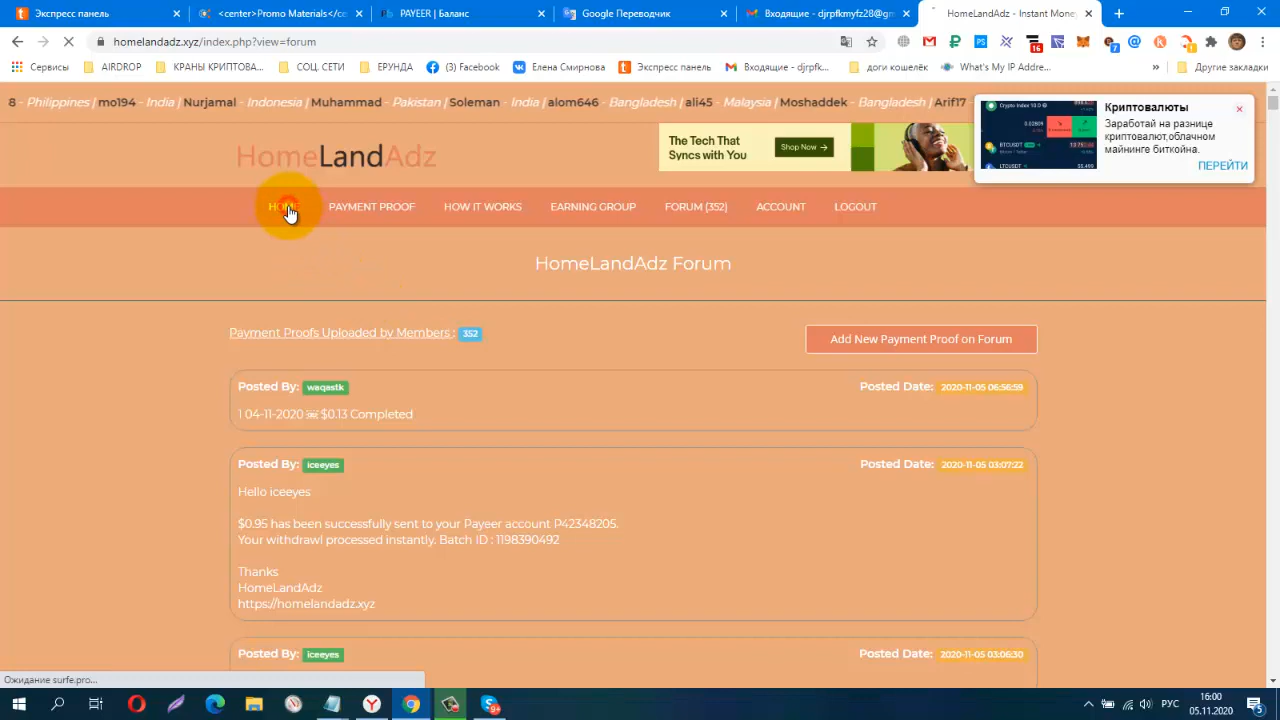 Экспресс панель
<center>HomeLandAdz
PAYEER | Баланс
Google Переводчик
Входящие - djrpfkmyfz28@gm
homelandadz.xyz/index.php?view=forum
16
7
Сервисы
AIRDROP
КРАНЫ КРИПТОВА...
СОЦ. СЕТИ
ЕРУНДА
(3) Facebook
Елена Смирнова
Экспресс панель
Входящие - djrpfk...
доги кошелёк
What's My IP Addre...
»
Другие закладки
8 - Philippines | mo194 - India | Nurjamal - Indonesia | Muhammad - Pakistan | Soleman - India | alom646 - Bangladesh | ali45 - Malaysia | Moshaddek - Bangladesh | Arif17
HomeLandAdz
The Tech That
Syncs with You
Shop Now →
Криптовалюты
Заработай на разнице
криптовалют,облачном
майнинге биткойна.
ПЕРЕЙТИ
HOME
PAYMENT PROOF
HOW IT WORKS
EARNING GROUP
FORUM (352)
ACCOUNT
LOGOUT
HomeLandAdz Forum
Payment Proofs Uploaded by Members : 352
Add New Payment Proof on Forum
Posted By: waqastk
Posted Date: 2020-11-05 06:56:59
1 04-11-2020 $0.13 Completed
Posted By: iceeyes
Posted Date: 2020-11-05 03:07:22
Hello iceeyes
$0.95 has been successfully sent to your Payeer account P42348205.
Your withdrawl processed instantly. Batch ID : 1198390492
Thanks
HomeLandAdz
https://homelandadz.xyz
Posted By: iceeyes
Posted Date: 2020-11-05 03:06:30
Ожидание surfe.pro...
9+
РУС
16:00
05.11.2020
5